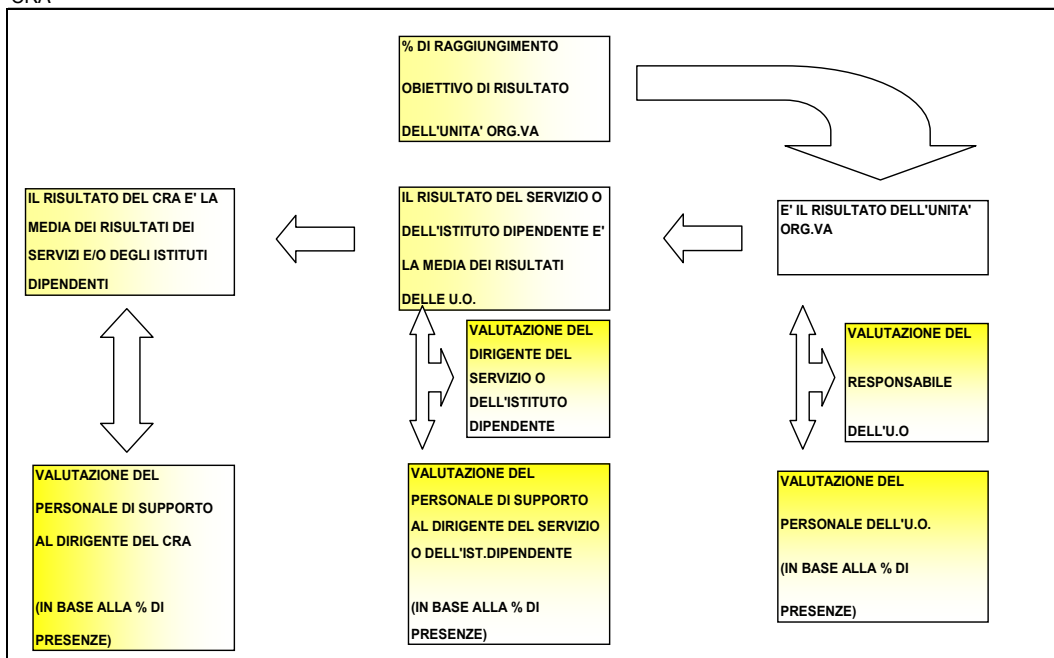 CRA
% DI RAGGIUNGIMENTO
OBIETTIVO DI RISULTATO
DELL'UNITA' ORG.VA
IL RISULTATO DEL CRA E' LA
MEDIA DEI RISULTATI DEI
SERVIZI E/O DEGLI ISTITUTI
DIPENDENTI
IL RISULTATO DEL SERVIZIO O
DELL'ISTITUTO DIPENDENTE E'
LA MEDIA DEI RISULTATI
DELLE U.O.
E' IL RISULTATO DELL'UNITA'
ORG.VA
VALUTAZIONE DEL
DIRIGENTE DEL
SERVIZIO O
DELL'ISTITUTO
DIPENDENTE
VALUTAZIONE DEL
RESPONSABILE
DELL'U.O
VALUTAZIONE DEL
PERSONALE DI SUPPORTO
AL DIRIGENTE DEL CRA
(IN BASE ALLA % DI
PRESENZE)
VALUTAZIONE DEL
PERSONALE DI SUPPORTO
AL DIRIGENTE DEL SERVIZIO
O DELL'IST.DIPENDENTE
(IN BASE ALLA % DI
PRESENZE)
VALUTAZIONE DEL
PERSONALE DELL'U.O.
(IN BASE ALLA % DI
PRESENZE)